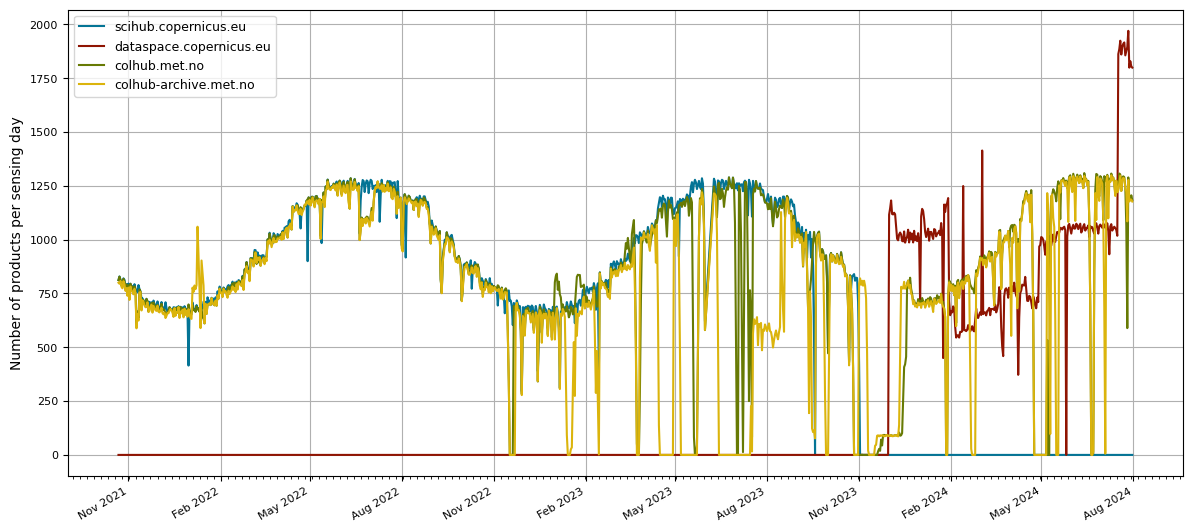 scihub.copernicus.eu
dataspace.copernicus.eu
colhub.met.no
colhub-archive.met.no
Number of products per sensing day
2000
1750
1500
1250
1000
750
500
250
0
Nov 2021
Feb 2022
May 2022
Aug 2022
Nov 2022
Feb 2023
May 2023
Aug 2023
Nov 2023
Feb 2024
May 2024
Aug 2024